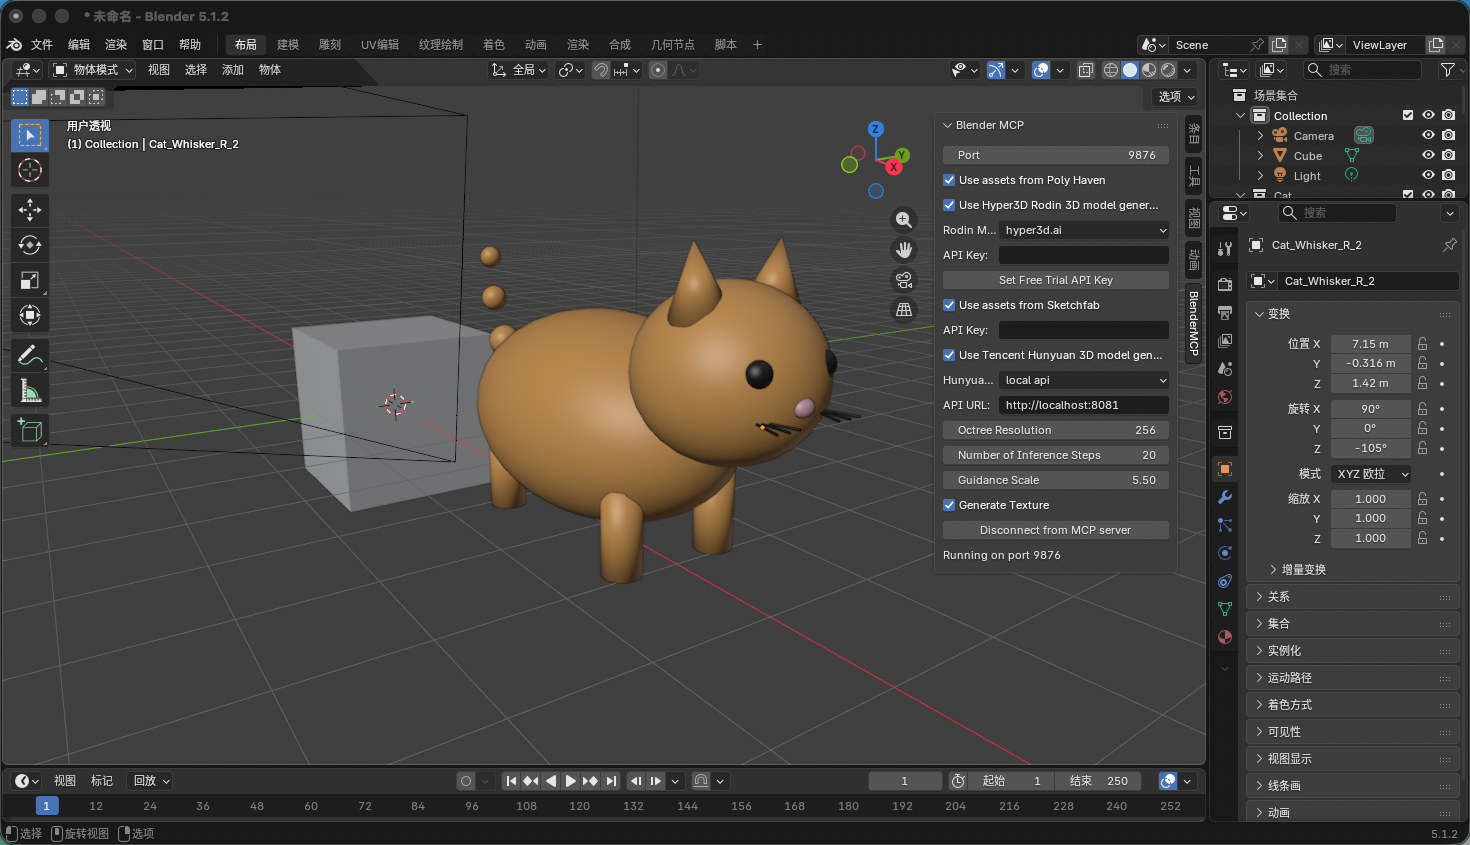 * 未命名 - Blender 5.1.2
文件 编辑 渲染 窗口 帮助 布局 建模 雕刻 UV编辑 纹理绘制 着色 动画 渲染 合成 几何节点 脚本 + Scene ViewLayer
物体模式 视图 选择 添加 物体 全局 搜索
选项
用户透视
(1) Collection | Cat_Whisker_R_2
Z
Y
X
Blender MCP
Port 9876
Use assets from Poly Haven
Use Hyper3D Rodin 3D model gener...
Rodin M... hyper3d.ai
API Key:
Set Free Trial API Key
Use assets from Sketchfab
API Key:
Use Tencent Hunyuan 3D model gen...
Hunyua... local api
API URL: http://localhost:8081
Octree Resolution 256
Number of Inference Steps 20
Guidance Scale 5.50
Generate Texture
Disconnect from MCP server
Running on port 9876
条目
工具
视图
动画
BlenderMCP
场景集合
Collection
Camera
Cube
Light
Cat
搜索
Cat_Whisker_R_2
Cat_Whisker_R_2
变换
位置 X 7.15 m
Y -0.316 m
Z 1.42 m
旋转 X 90°
Y 0°
Z -105°
模式 XYZ 欧拉
缩放 X 1.000
Y 1.000
Z 1.000
增量变换
关系
集合
实例化
运动路径
着色方式
可见性
视图显示
线条画
动画
视图 标记 回放 1 起始 1 结束 250
1 12 24 36 48 60 72 84 96 108 120 132 144 156 168 180 192 204 216 228 240 252
选择 旋转视图 选项 5.1.2